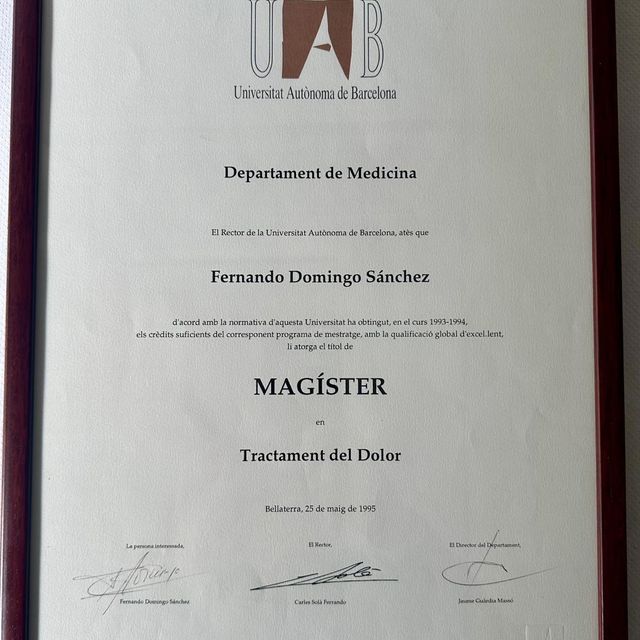 UAB
Universitat Autònoma de Barcelona
Departament de Medicina
El Rector de la Universitat Autònoma de Barcelona, atès que
Fernando Domingo Sánchez
d'acord amb la normativa d'aquesta Universitat ha obtingut, en el curs 1993-1994,
els crèdits suficients del corresponent programa de mestratge, amb la qualificació global d'excel.lent,
li atorga el títol de
MAGÍSTER
en
Tractament del Dolor
Bellaterra, 25 de maig de 1995
La persona interessada, El Rector, El Director del Departament,
Fernando Domingo Sánchez Carles Solà Ferrando Jaume Guàrdia Massó